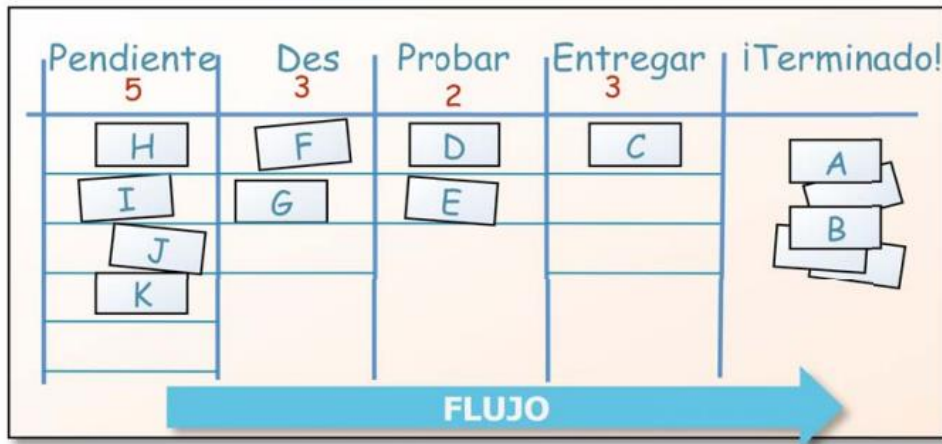 Pendiente Des Probar Entregar ¡Terminado!
5 3 2 3
H F D C A
I G E B
J
K
FLUJO